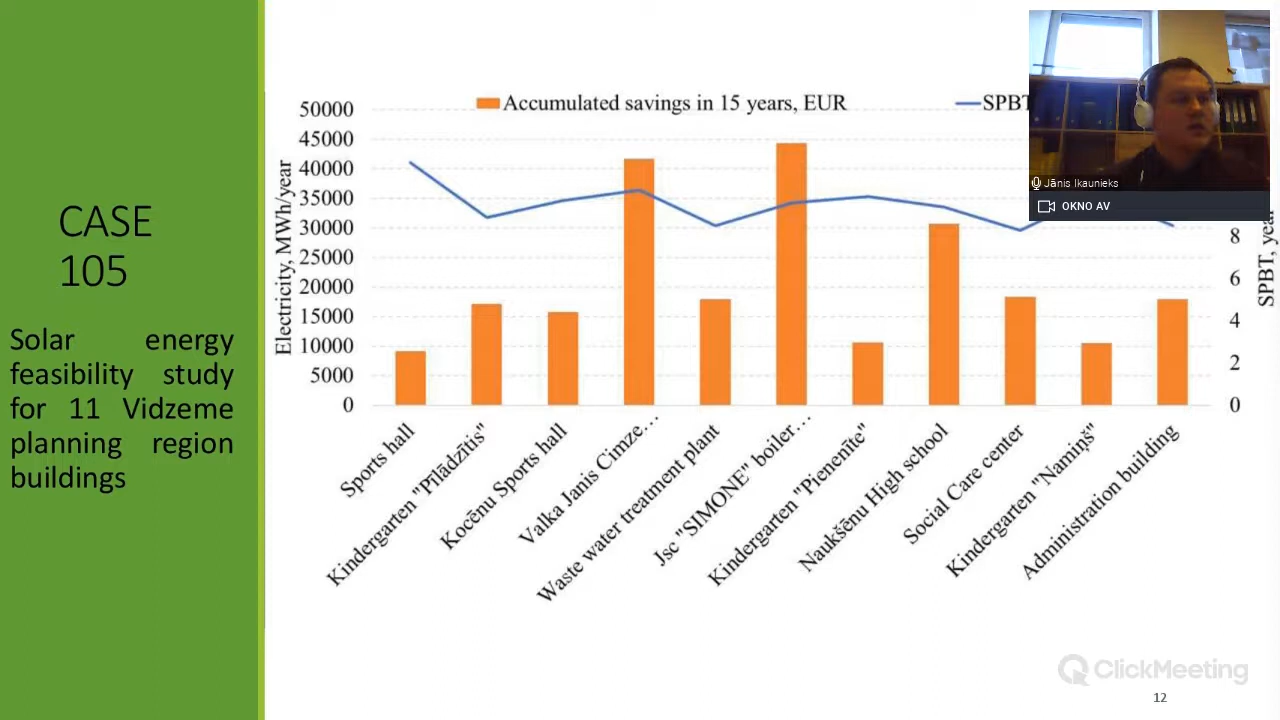 CASE
105
Solar energy
feasibility study
for 11 Vidzeme
planning region
buildings
Accumulated savings in 15 years, EUR
SPBT
Electricity, MWh/year
50000
45000
40000
35000
30000
25000
20000
15000
10000
5000
0
8
6
4
2
0
SPBT, year
Sports hall
Kindergarten "Pīlādzītis"
Kocēnu Sports hall
Valka Janis Cimze…
Waste water treatment plant
Jsc "SIMONE" boiler…
Kindergarten "Pienenīte"
Naukšēnu High school
Social Care center
Kindergarten "Namiņš"
Administration building
Jānis Ikaunieks
OKNO AV
ClickMeeting
12